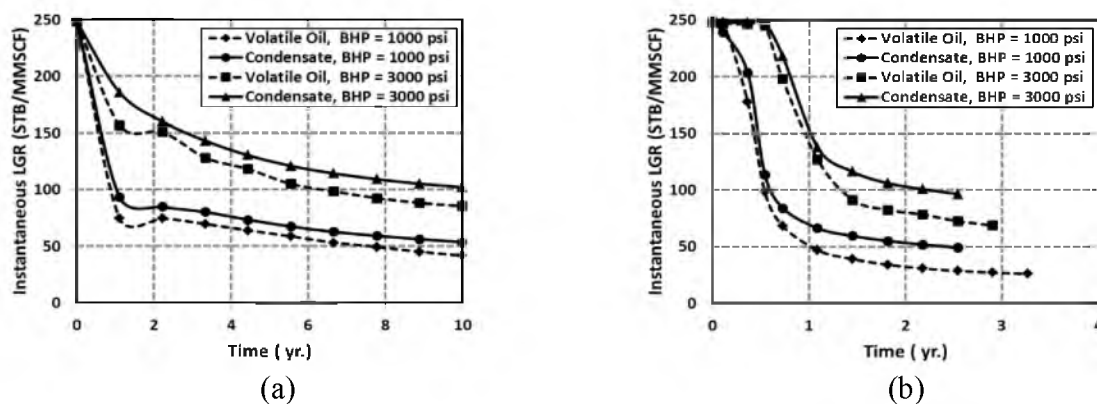 250
200
150
100
50
0
Instantaneous LGR (STB/MMSCF)
Volatile Oil, BHP = 1000 psi
Condensate, BHP = 1000 psi
Volatile Oil, BHP = 3000 psi
Condensate, BHP = 3000 psi
0 2 4 6 8 10
Time ( yr.)
(a)
250
200
150
100
50
0
Instantaneous LGR (STB/MMSCF)
Volatile Oil, BHP = 1000 psi
Condensate, BHP = 1000 psi
Volatile Oil, BHP = 3000 psi
Condensate, BHP = 3000 psi
0 1 2 3 4
Time ( yr.)
(b)